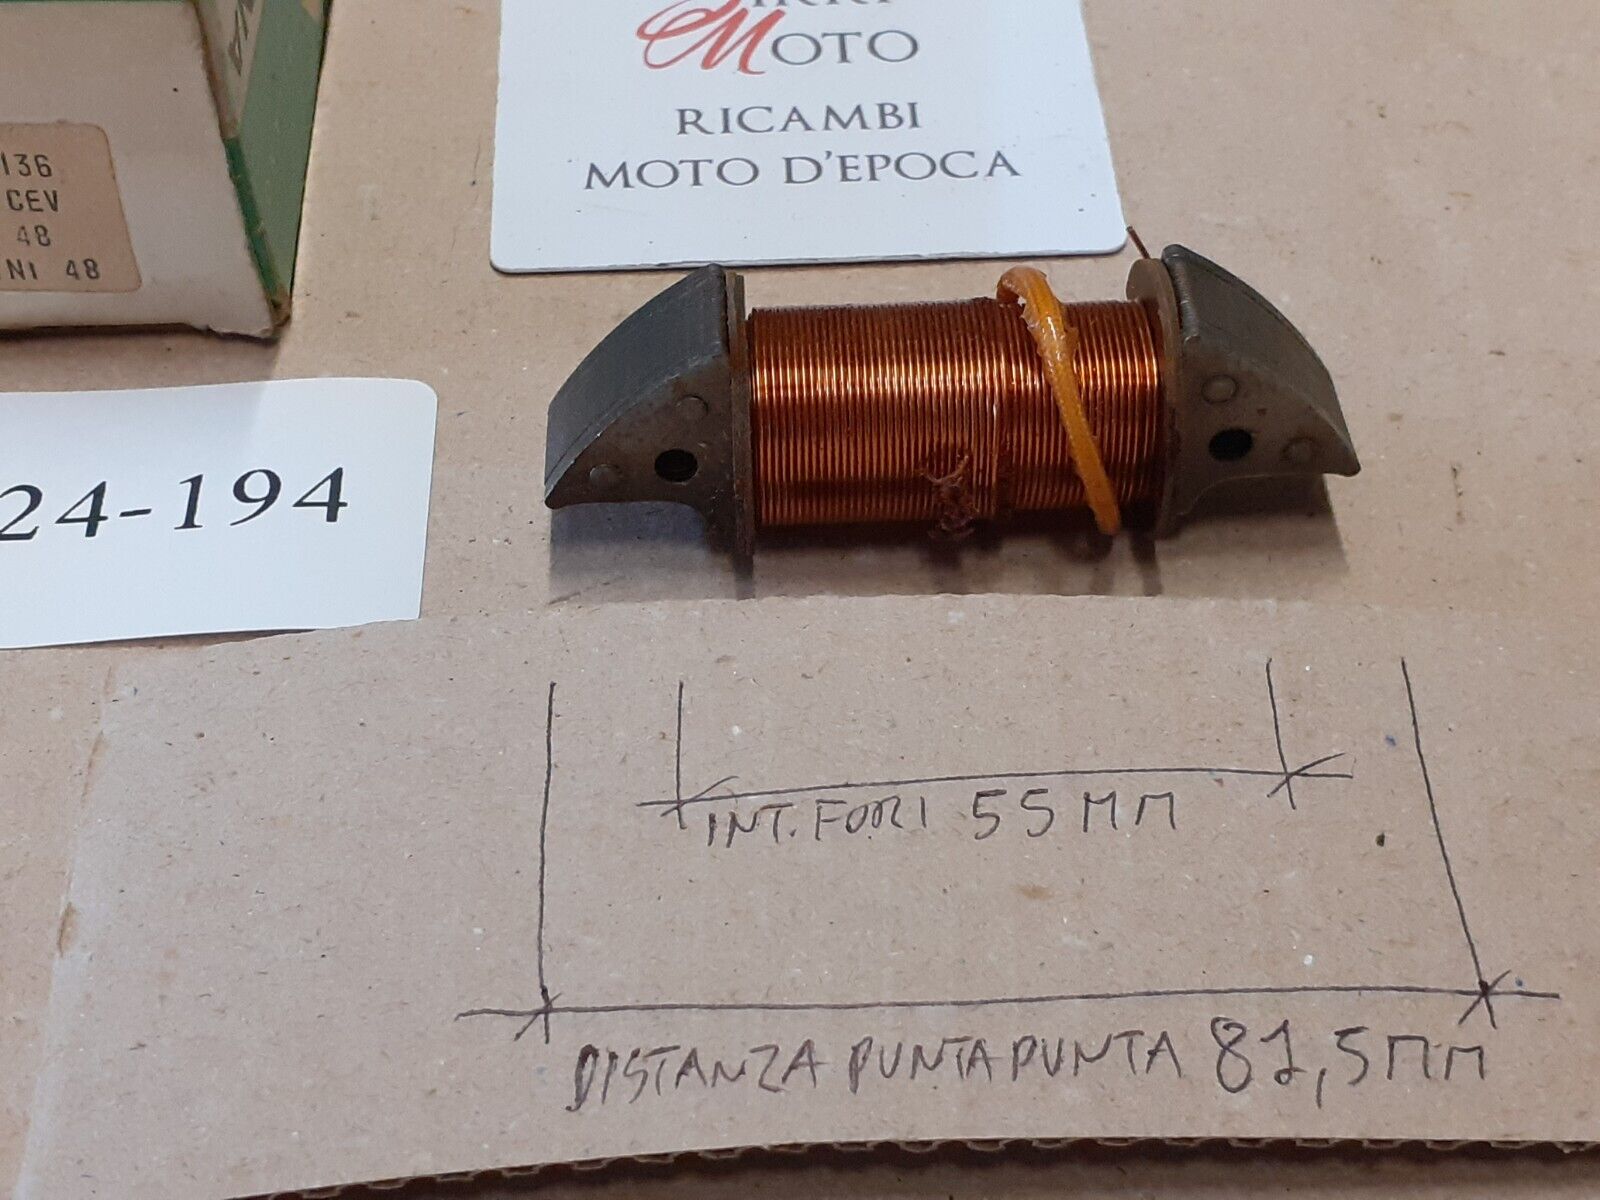 MOTO
RICAMBI
MOTO D'EPOCA
136
CEV
48
NI 48
24-194
INT. FORI 55 MM
DISTANZA PUNTA PUNTA 81,5 MM